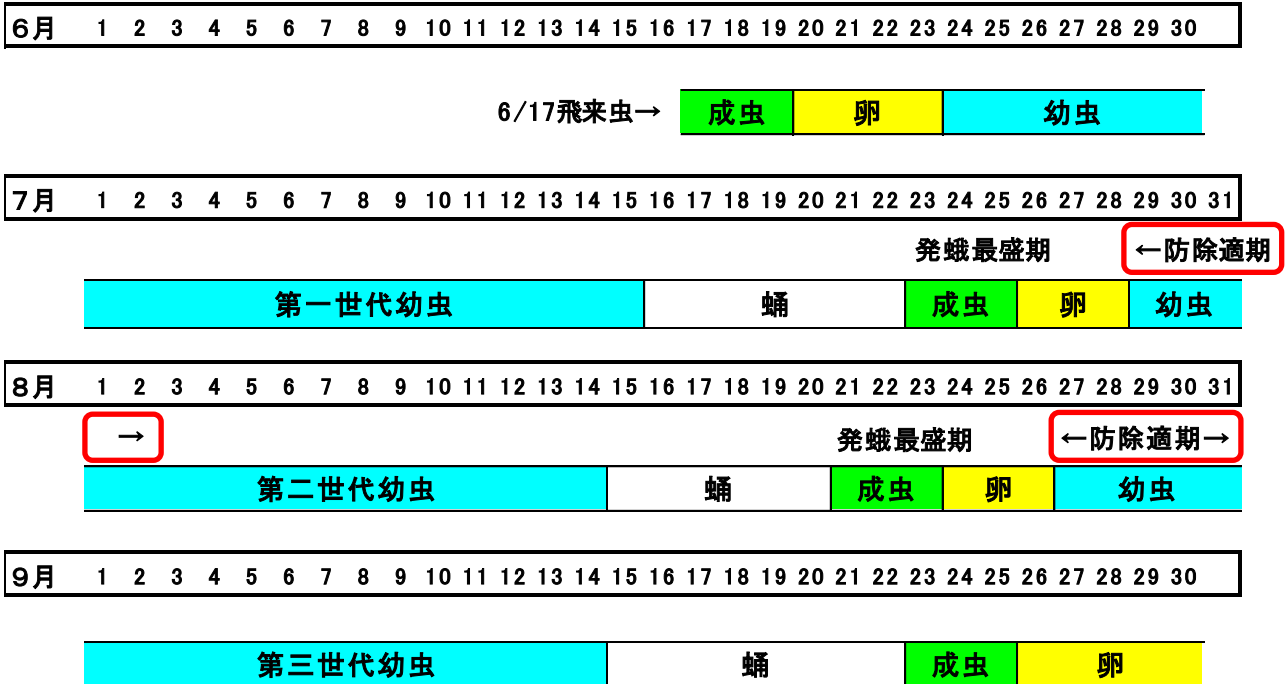 ６月 1 2 3 4 5 6 7 8 9 10 11 12 13 14 15 16 17 18 19 20 21 22 23 24 25 26 27 28 29 30
6/17飛来虫→ 成虫 卵 幼虫
７月 1 2 3 4 5 6 7 8 9 10 11 12 13 14 15 16 17 18 19 20 21 22 23 24 25 26 27 28 29 30 31
発蛾最盛期 ←防除適期
第一世代幼虫 蛹 成虫 卵 幼虫
８月 1 2 3 4 5 6 7 8 9 10 11 12 13 14 15 16 17 18 19 20 21 22 23 24 25 26 27 28 29 30 31
→ 発蛾最盛期 ←防除適期→
第二世代幼虫 蛹 成虫 卵 幼虫
９月 1 2 3 4 5 6 7 8 9 10 11 12 13 14 15 16 17 18 19 20 21 22 23 24 25 26 27 28 29 30
第三世代幼虫 蛹 成虫 卵